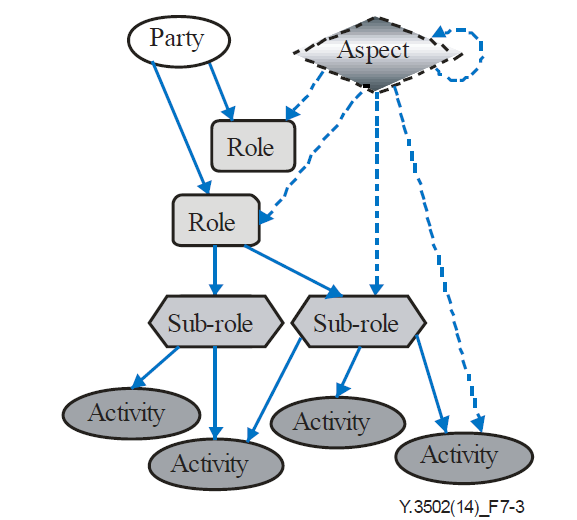 Party
Aspect
Role
Role
Sub-role
Sub-role
Activity
Activity
Activity
Activity
Y.3502(14)_F7-3